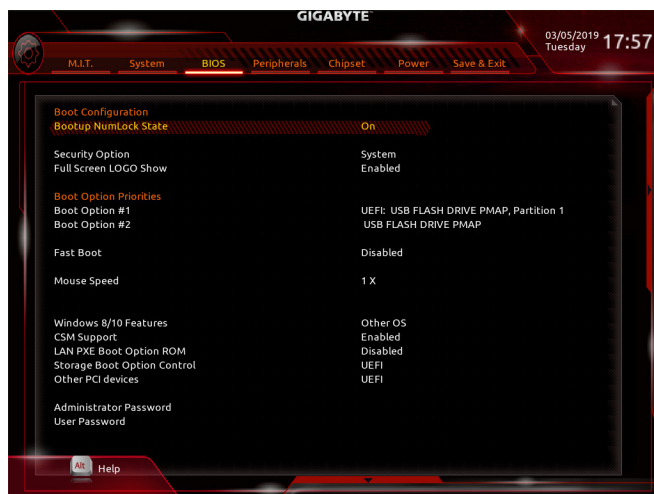 GIGABYTE™
03/05/2019 Tuesday 17:57
M.I.T. System BIOS Peripherals Chipset Power Save & Exit
Boot Configuration
Bootup NumLock State On
Security Option System
Full Screen LOGO Show Enabled
Boot Option Priorities
Boot Option #1 UEFI: USB FLASH DRIVE PMAP, Partition 1
Boot Option #2 USB FLASH DRIVE PMAP
Fast Boot Disabled
Mouse Speed 1 X
Windows 8/10 Features Other OS
CSM Support Enabled
LAN PXE Boot Option ROM Disabled
Storage Boot Option Control UEFI
Other PCI devices UEFI
Administrator Password
User Password
Alt Help